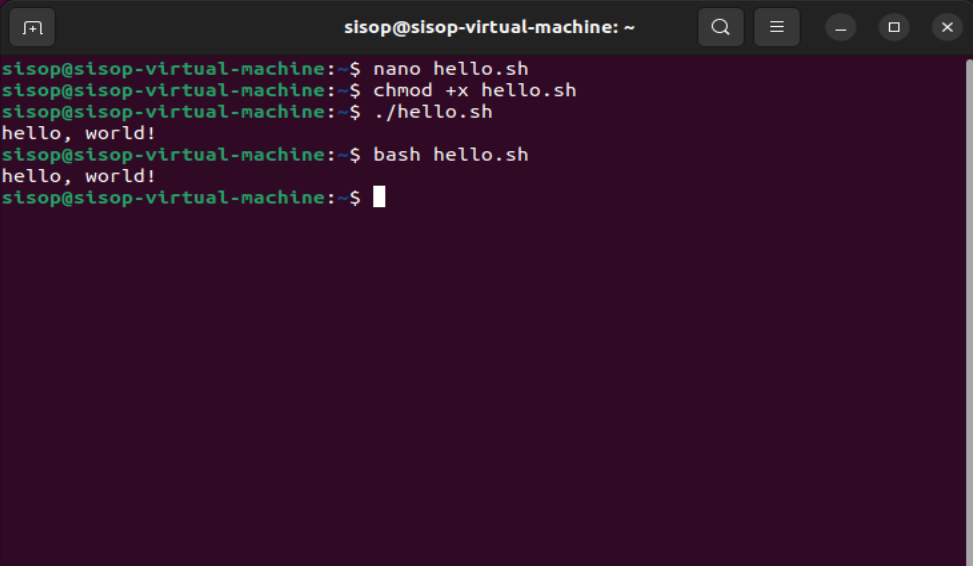 sisop@sisop-virtual-machine: ~
sisop@sisop-virtual-machine:~$ nano hello.sh
sisop@sisop-virtual-machine:~$ chmod +x hello.sh
sisop@sisop-virtual-machine:~$ ./hello.sh
hello, world!
sisop@sisop-virtual-machine:~$ bash hello.sh
hello, world!
sisop@sisop-virtual-machine:~$